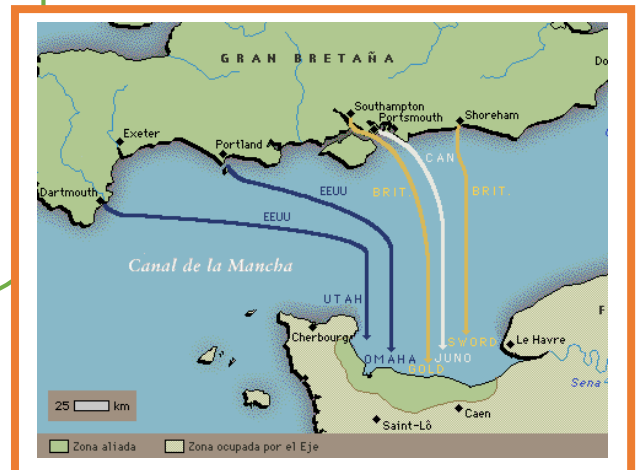 GRAN BRETAÑA
Southampton
Portsmouth
Shoreham
Exeter
Portland
CAN
Dartmouth
EEUU
BRIT.
BRIT.
EEUU
Canal de la Mancha
UTAH
Cherbourg
SWORD
Le Havre
OMAHA
JUNO
GOLD
Sena
25 km
Caen
Saint-Lô
Zona aliada
Zona ocupada por el Eje